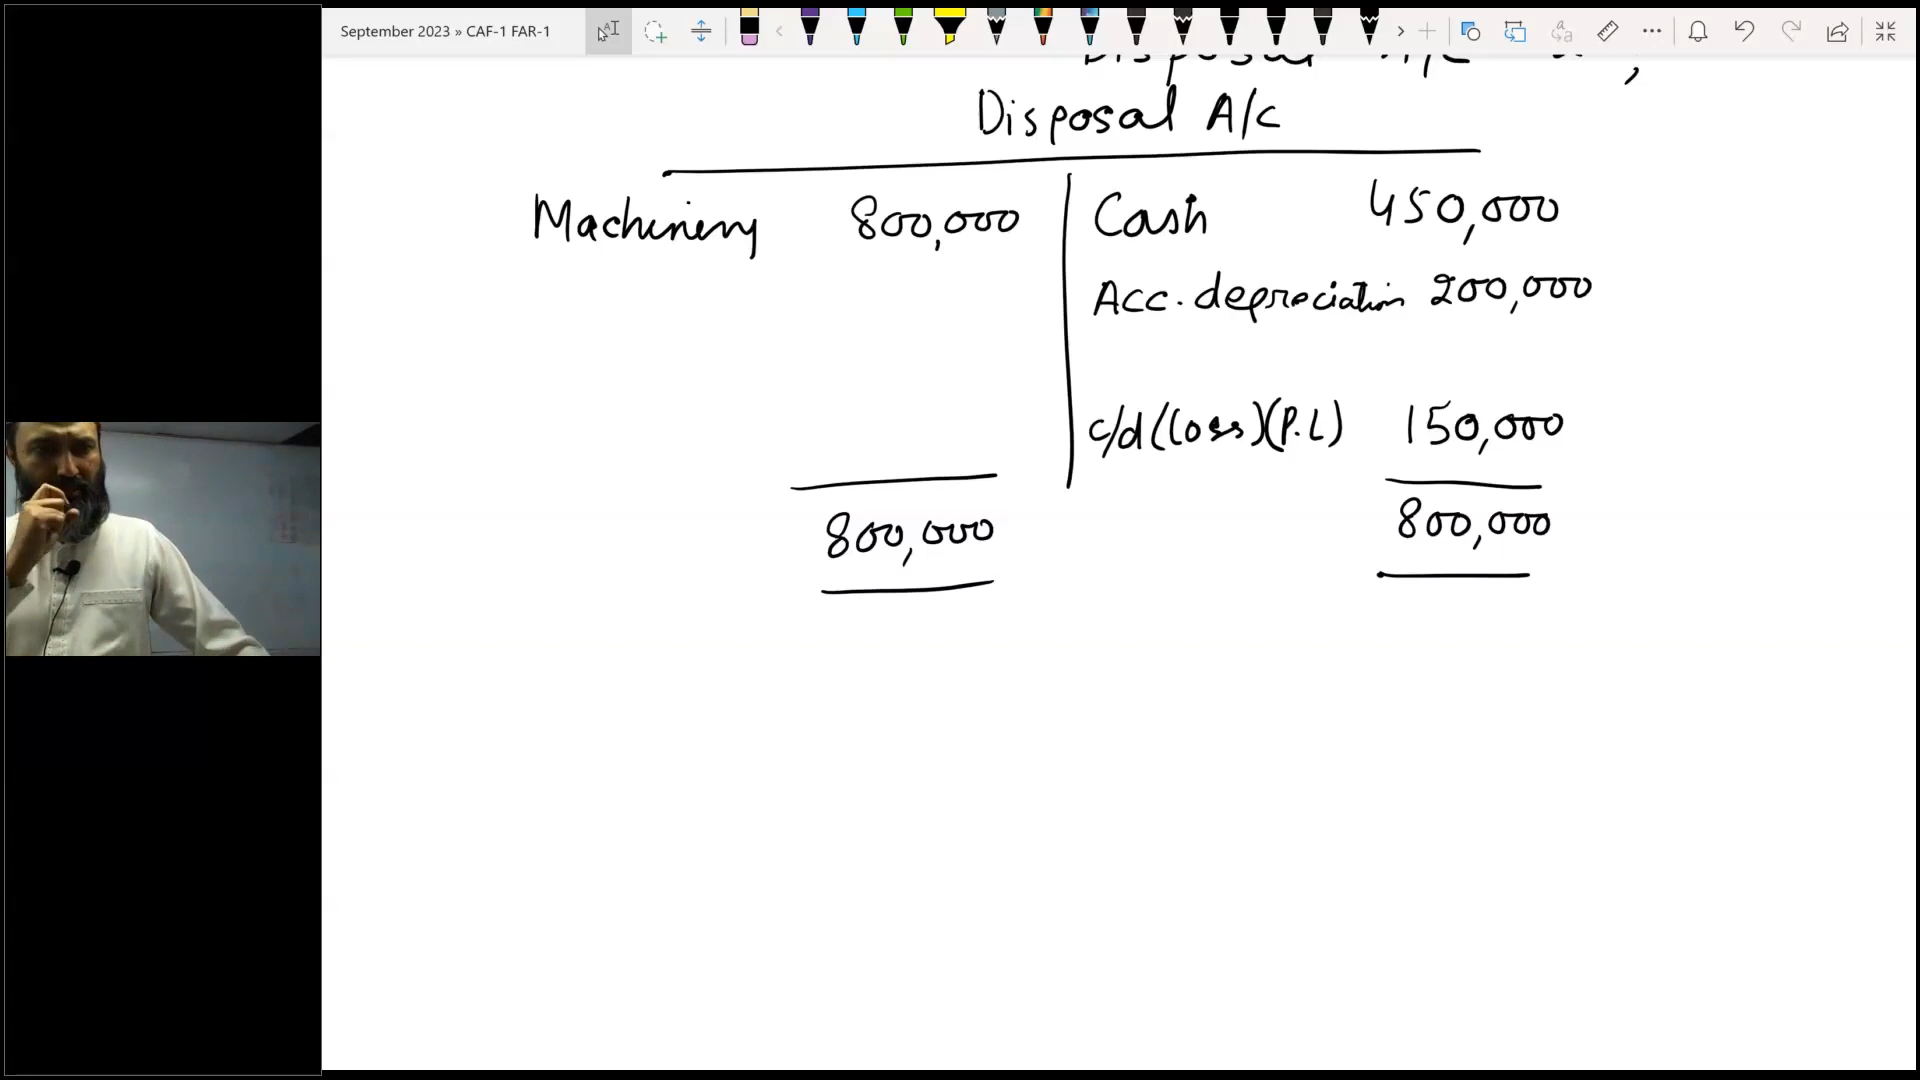 September 2023 » CAF-1 FAR-1
Disposal A/c
Disposal A/c
Machinery 800,000 Cash 450,000
Acc. depreciation 200,000
c/d (Loss) (P.L) 150,000
800,000 800,000